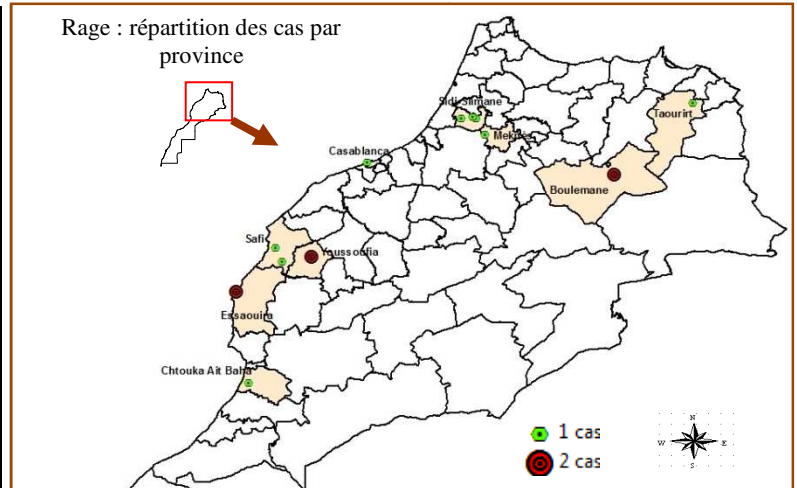 Rage : répartition des cas par
province
Sidi-Slimane
Taourirt
Meknès
Casablanca
Boulemane
Safi
Youssoufia
Essaouira
Chtouka Ait Baha
1 cas
2 cas
N
W
E
S